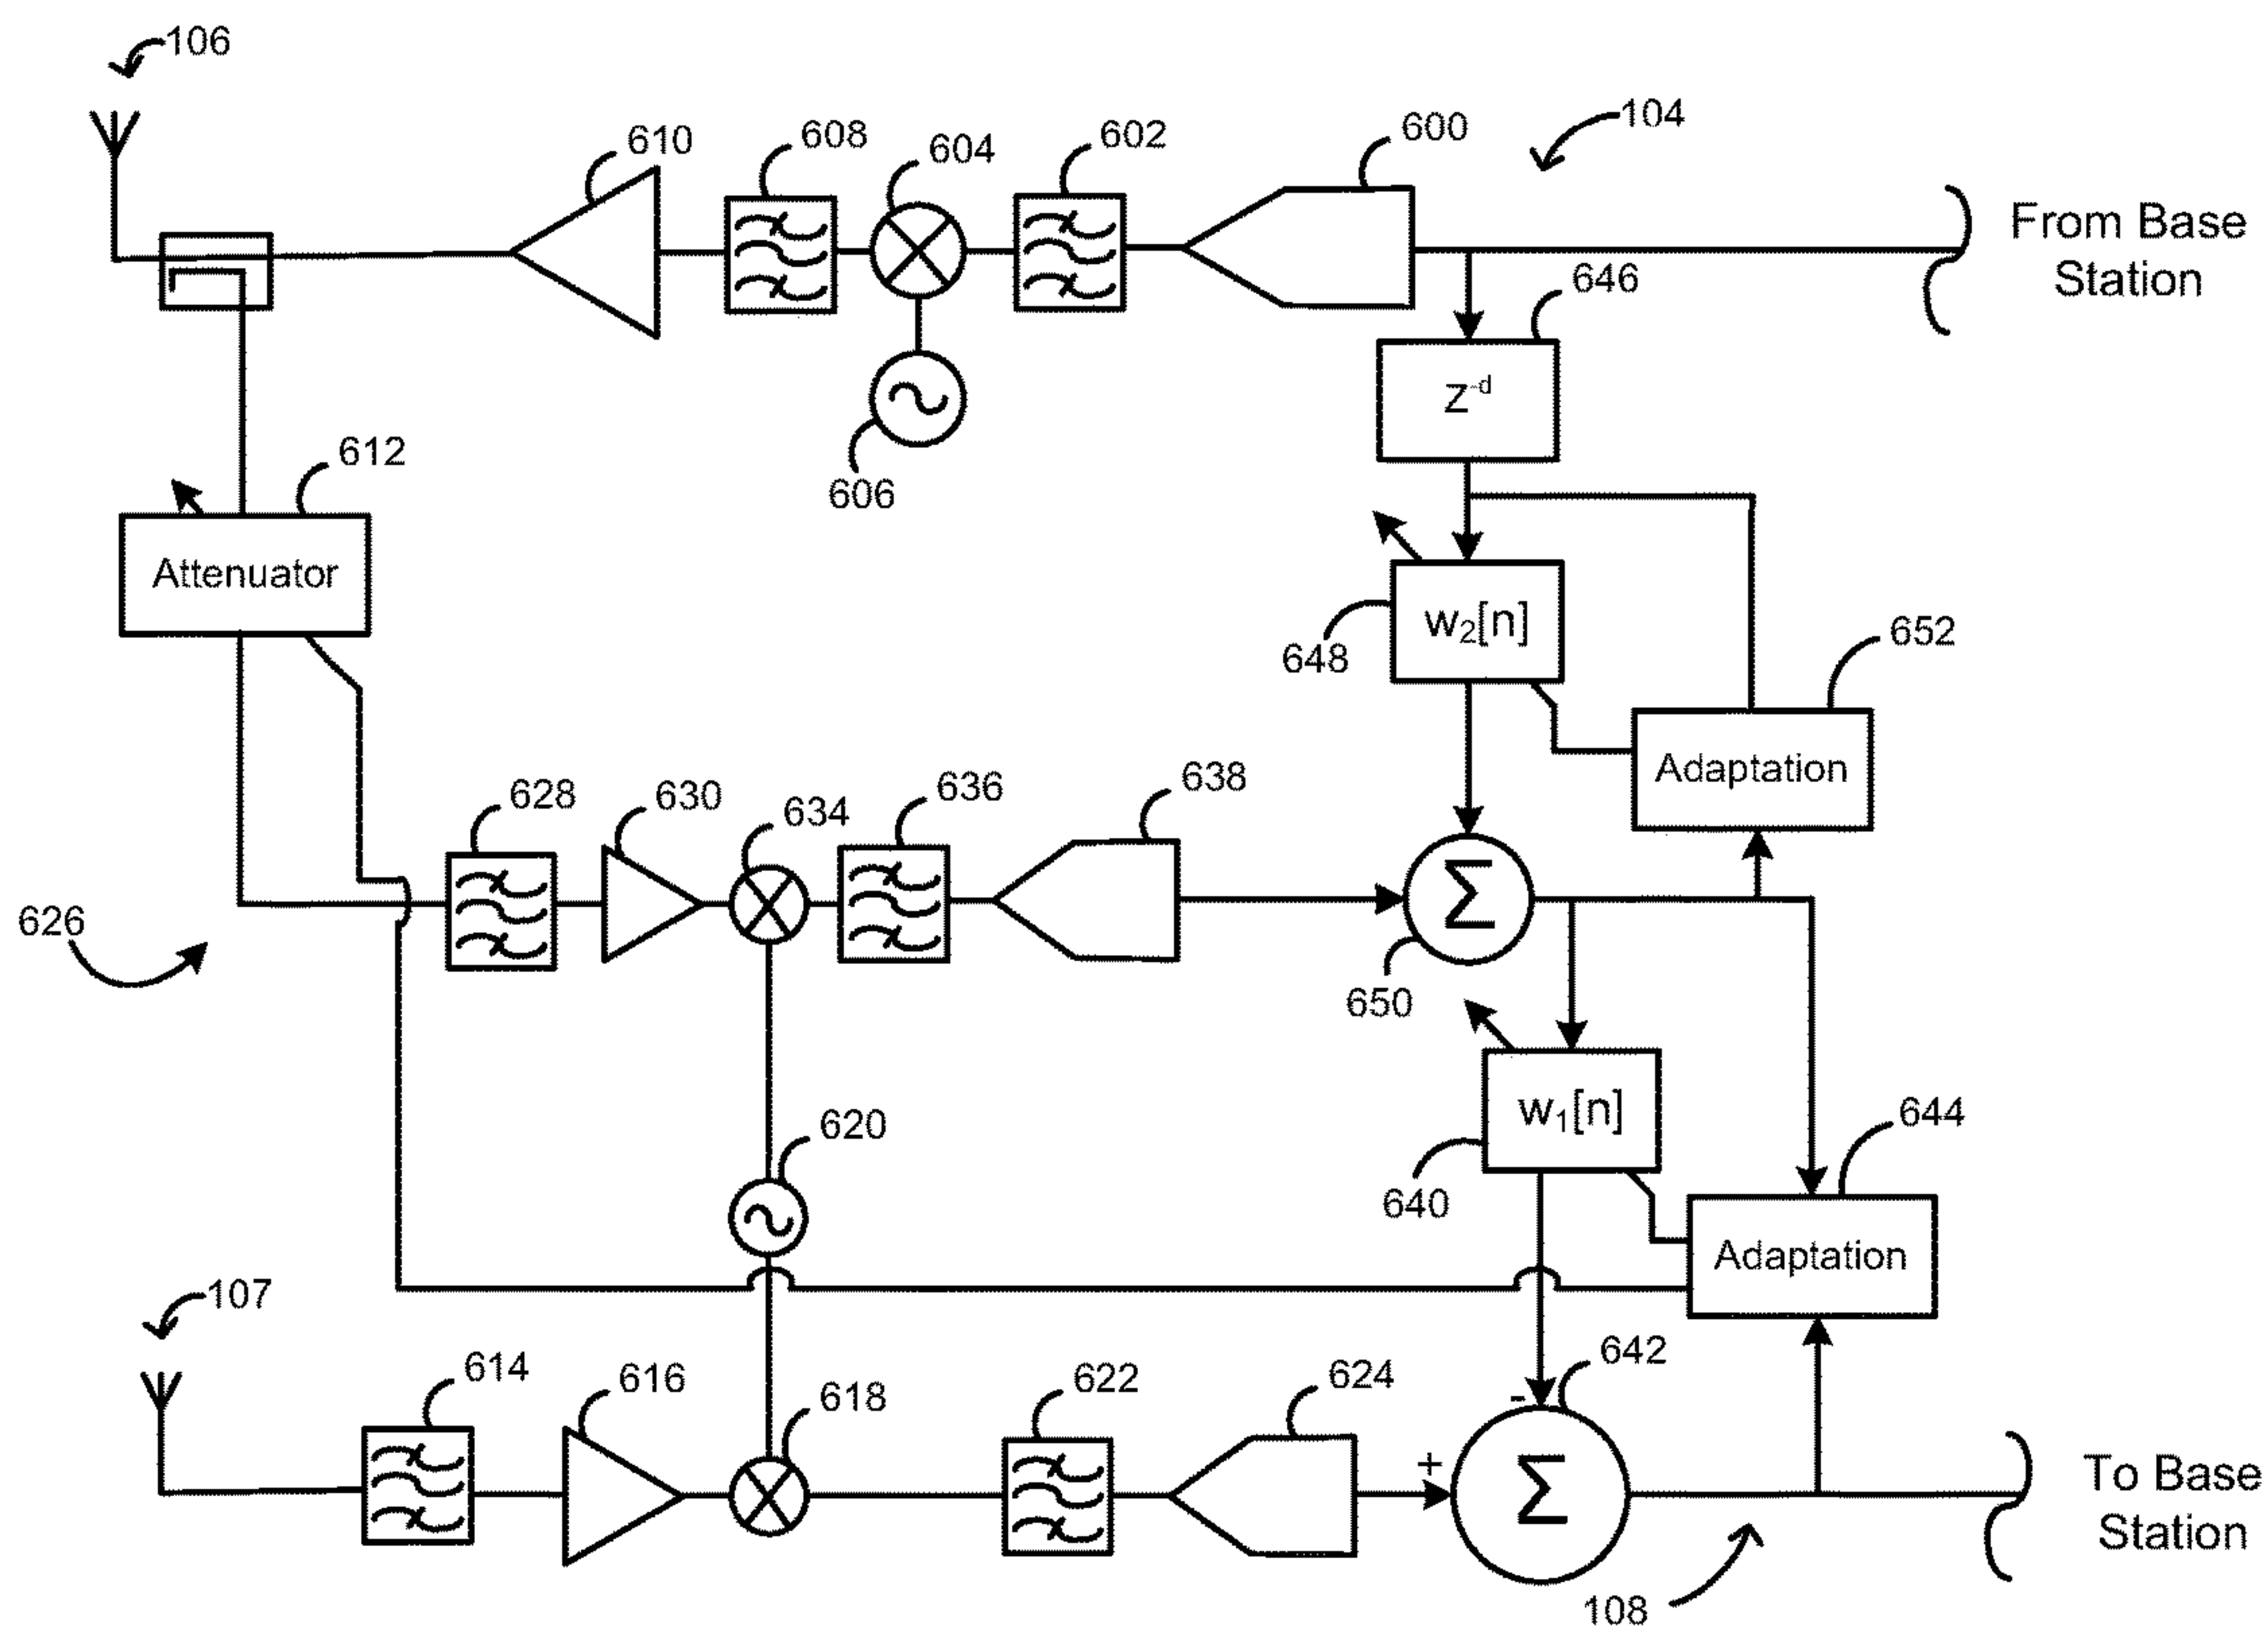 106
610
608
604
602
600
104
From Base
Station
646
Z⁻ᵈ
606
612
Attenuator
w₂[n]
648
652
Adaptation
628
630
634
636
638
Σ
626
650
w₁[n]
620
644
640
Adaptation
107
614
616
618
622
624
642
-
+
Σ
To Base
Station
108